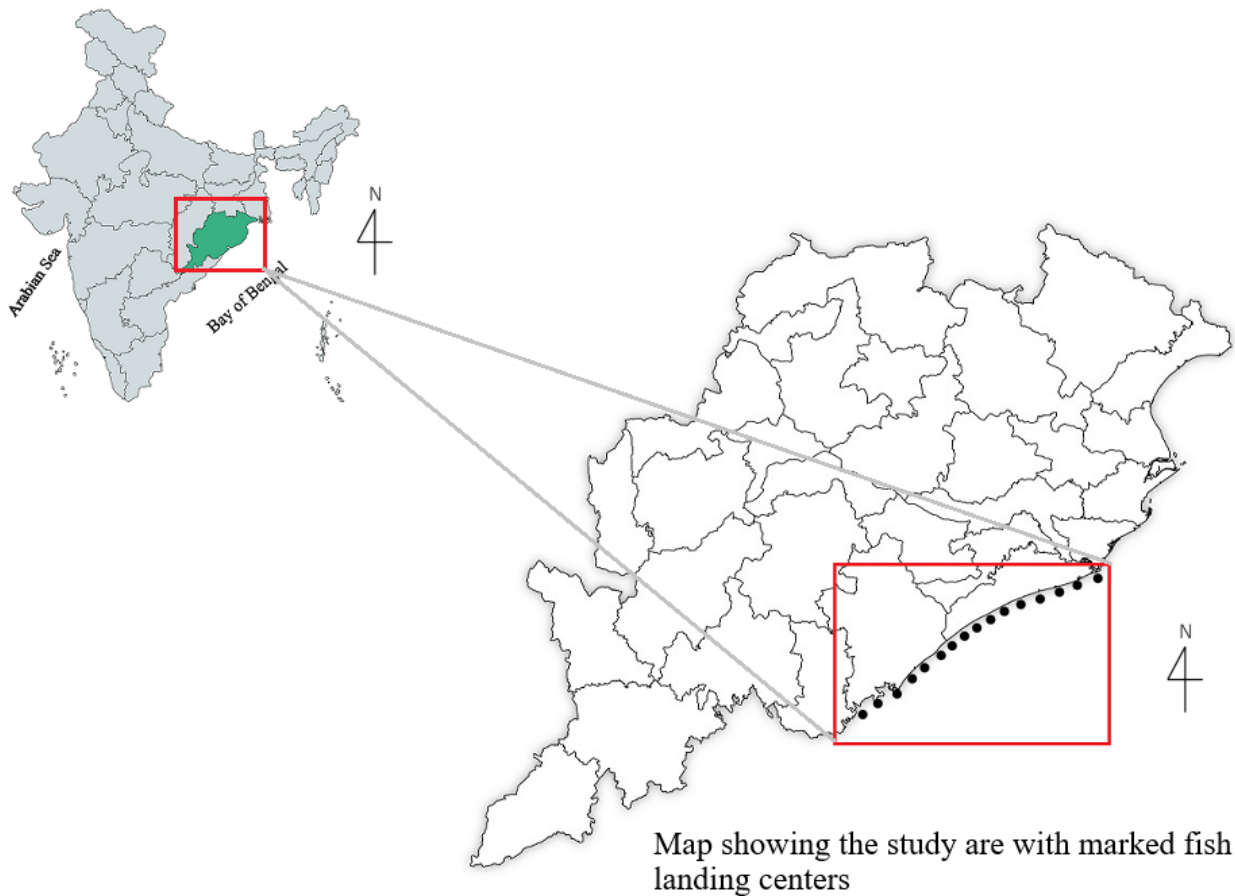 N
Arabian Sea
Bay of Bengal
N
Map showing the study are with marked fish
landing centers